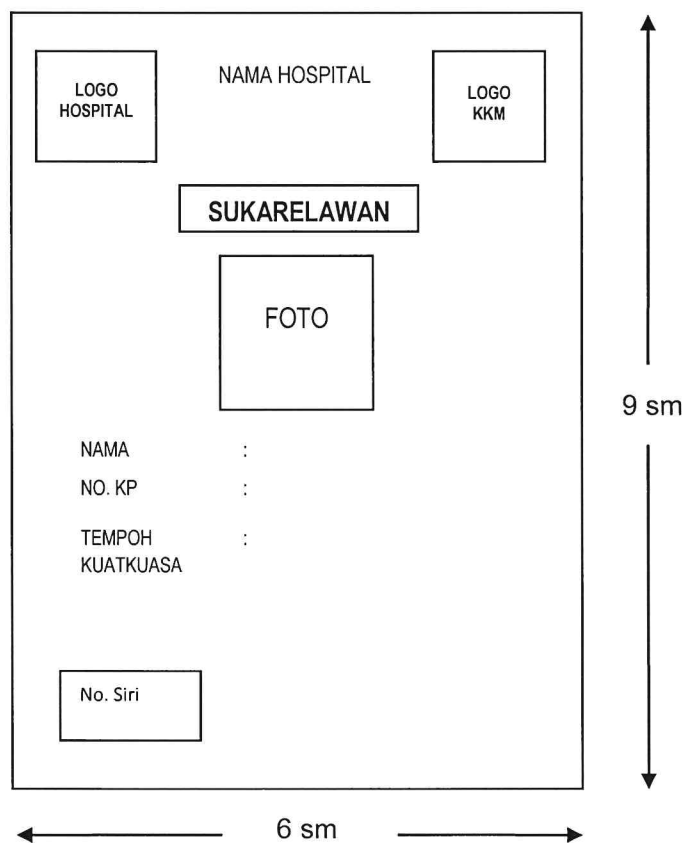 LOGO
HOSPITAL
NAMA HOSPITAL
LOGO
KKM
SUKARELAWAN
FOTO
9 sm
NAMA :
NO. KP :
TEMPOH :
KUATKUASA
No. Siri
6 sm